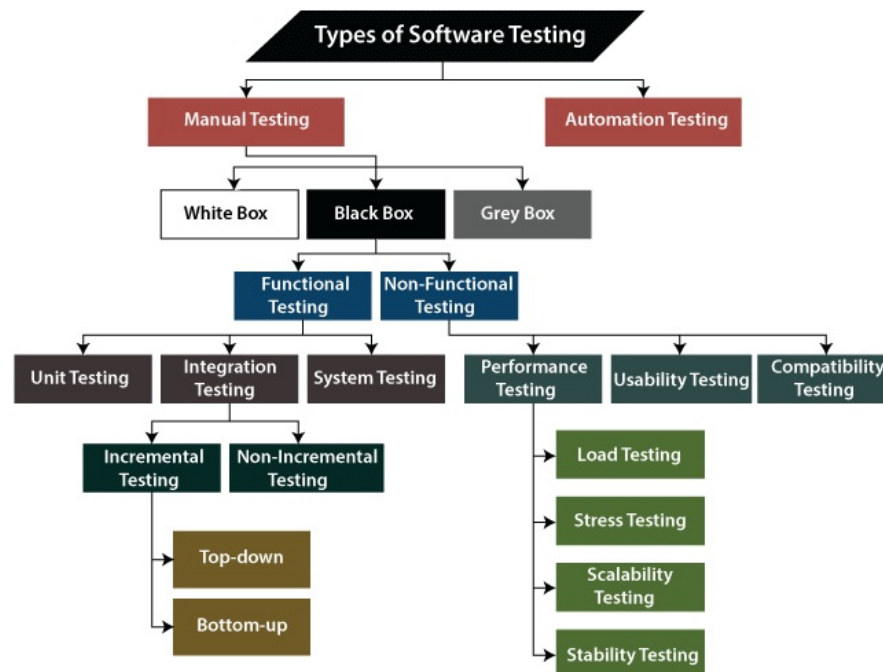 Types of Software Testing
Manual Testing
Automation Testing
White Box
Black Box
Grey Box
Functional
Testing
Non-Functional
Testing
Unit Testing
Integration
Testing
System Testing
Performance
Testing
Usability Testing
Compatibility
Testing
Incremental
Testing
Non-Incremental
Testing
Load Testing
Stress Testing
Top-down
Scalability
Testing
Bottom-up
Stability Testing